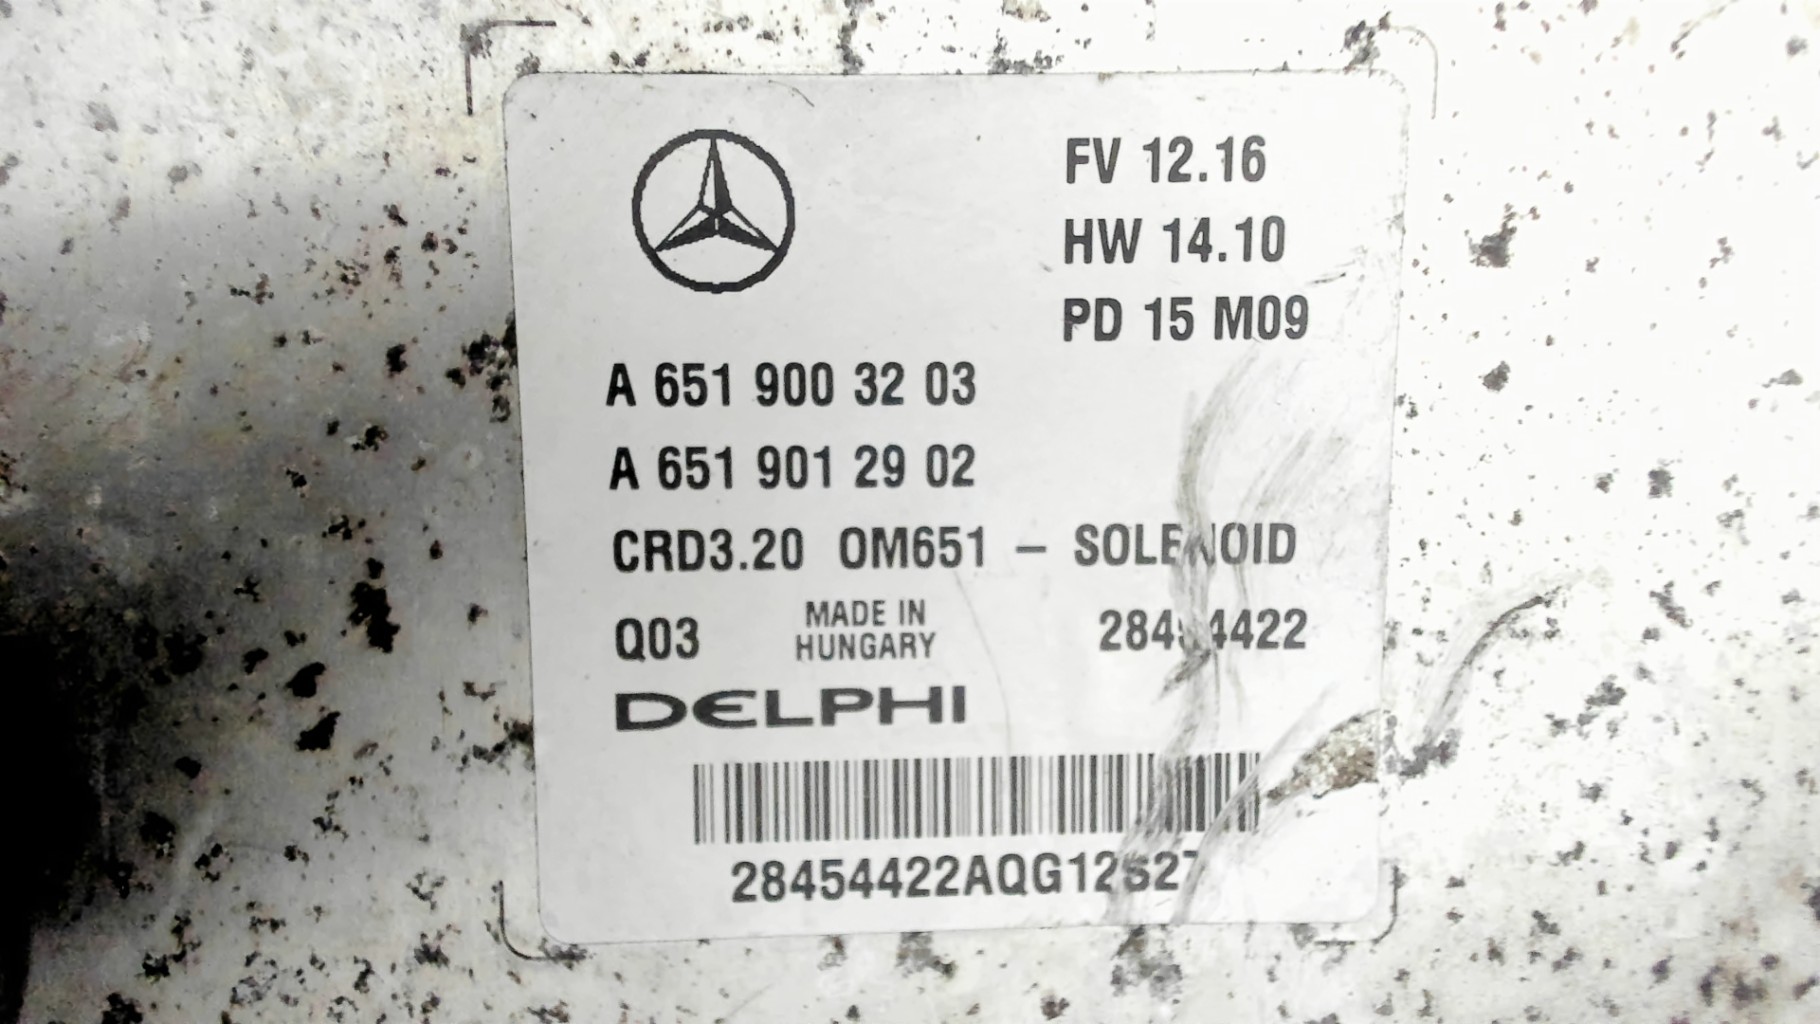 FV 12.16
HW 14.10
PD 15 M09
A 651 900 32 03
A 651 901 29 02
CRD3.20 OM651 – SOLENOID
Q03
MADE IN
HUNGARY
28454422
DELPHI